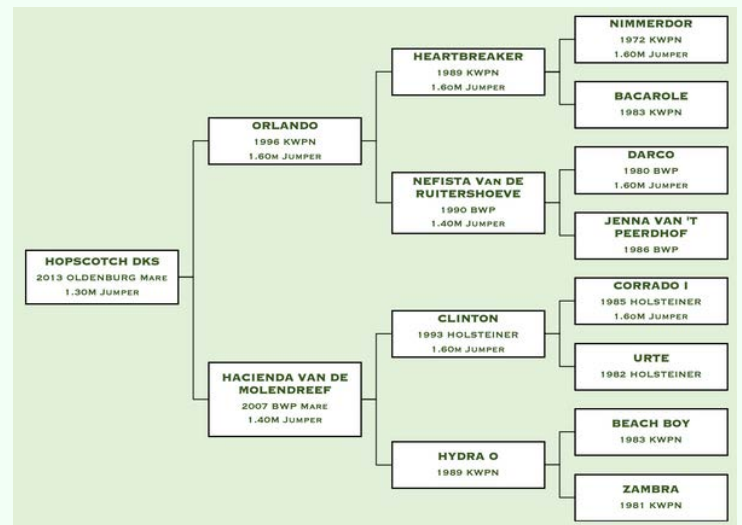 NIMMERDOR
1972 KWPN
1.60M JUMPER
HEARTBREAKER
1989 KWPN
1.60M JUMPER
BACAROLE
1983 KWPN
ORLANDO
1996 KWPN
1.60M JUMPER
DARCO
1980 BWP
1.60M JUMPER
NEFISTA VAN DE
RUITERSHOEVE
1990 BWP
1.40M JUMPER
JENNA VAN 'T
PEERDHOF
1986 BWP
HOPSCOTCH DKS
2013 OLDENBURG MARE
1.30M JUMPER
CORRADO I
1985 HOLSTEINER
1.60M JUMPER
CLINTON
1993 HOLSTEINER
1.60M JUMPER
URTE
1982 HOLSTEINER
HACIENDA VAN DE
MOLENDREEF
2007 BWP MARE
1.40M JUMPER
BEACH BOY
1983 KWPN
HYDRA O
1989 KWPN
ZAMBRA
1981 KWPN